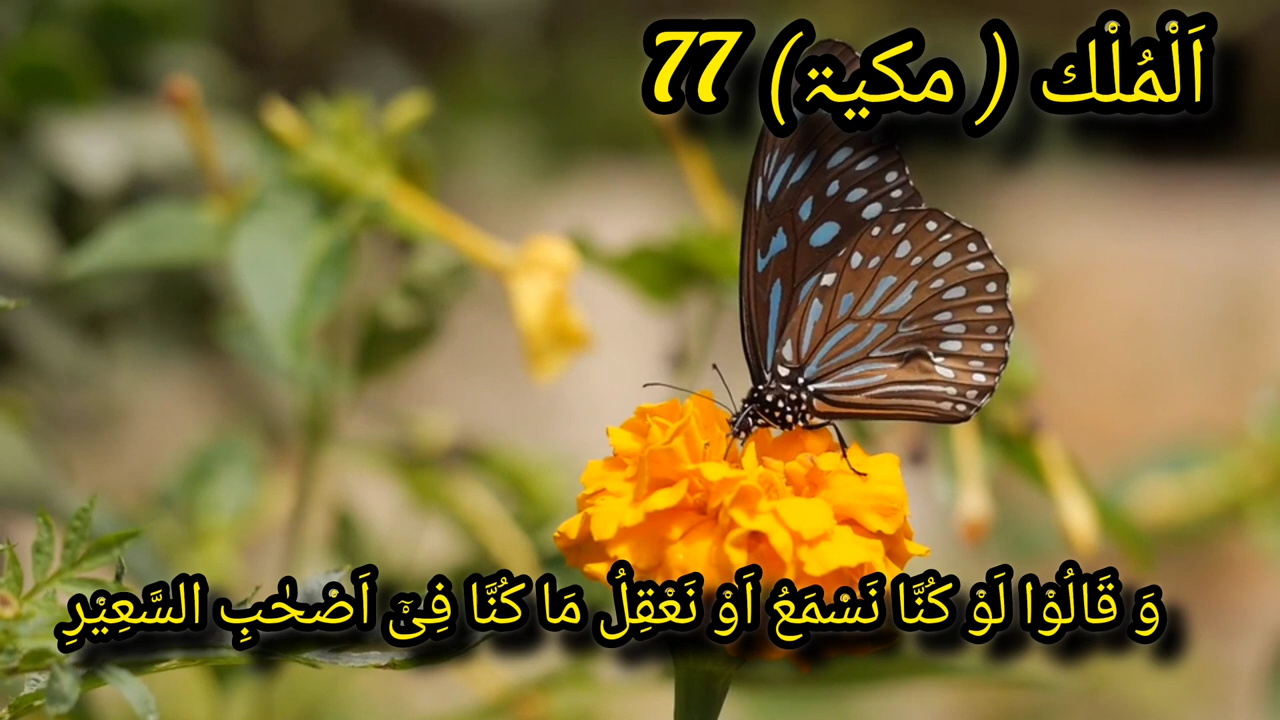 اَلْمُلْك ( مكية) 77
وَ قَالُوْا لَوْ كُنَّا نَسْمَعُ اَوْ نَعْقِلُ مَا كُنَّا فِیْۤ اَصْحٰبِ السَّعِیْرِ